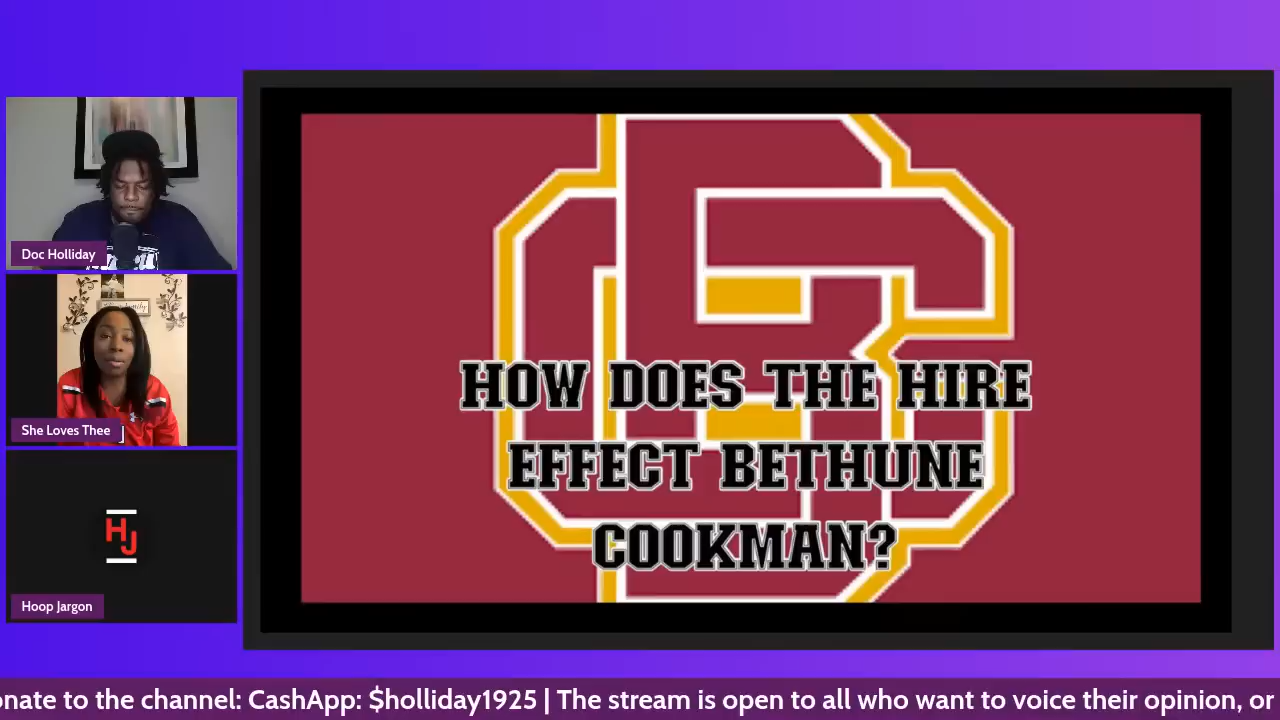 Doc Holliday
She Loves Thee
HJ
Hoop Jargon
HOW DOES THE HIRE
EFFECT BETHUNE
COOKMAN?
onate to the channel: CashApp: $holliday1925 | The stream is open to all who want to voice their opinion, or